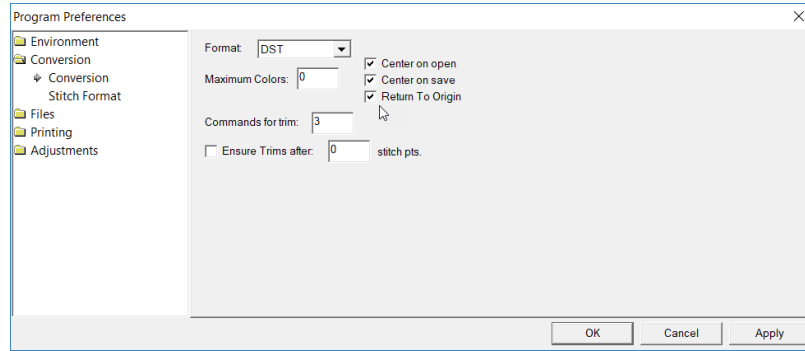 Program Preferences
Environment
Conversion
Conversion
Stitch Format
Files
Printing
Adjustments
Format: DST
Center on open
Maximum Colors: 0
Center on save
Return To Origin
Commands for trim: 3
Ensure Trims after: 0 stitch pts.
OK Cancel Apply